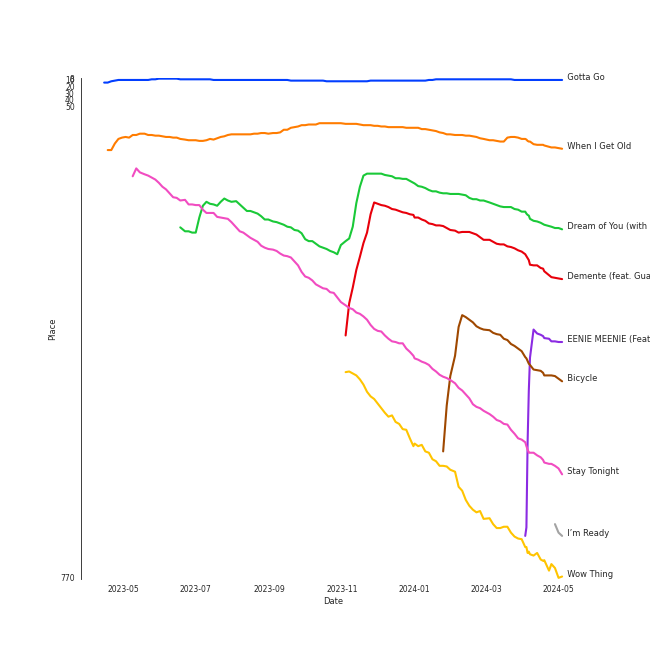 Gotta Go
10
20
30
40
50
When I Get Old
Dream of You (with
Demente (feat. Gua
Place
EENIE MEENIE (Feat
Bicycle
Stay Tonight
I'm Ready
Wow Thing
770
2023-05 2023-07 2023-09 2023-11 2024-01 2024-03 2024-05
Date